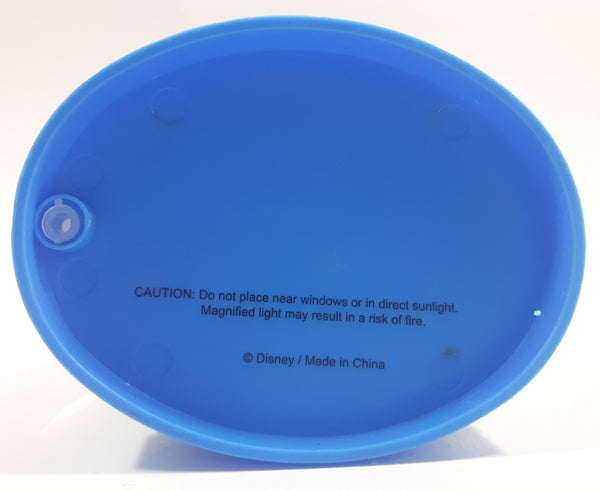 CAUTION: Do not place near windows or in direct sunlight.
Magnified light may result in a risk of fire.
© Disney / Made in China